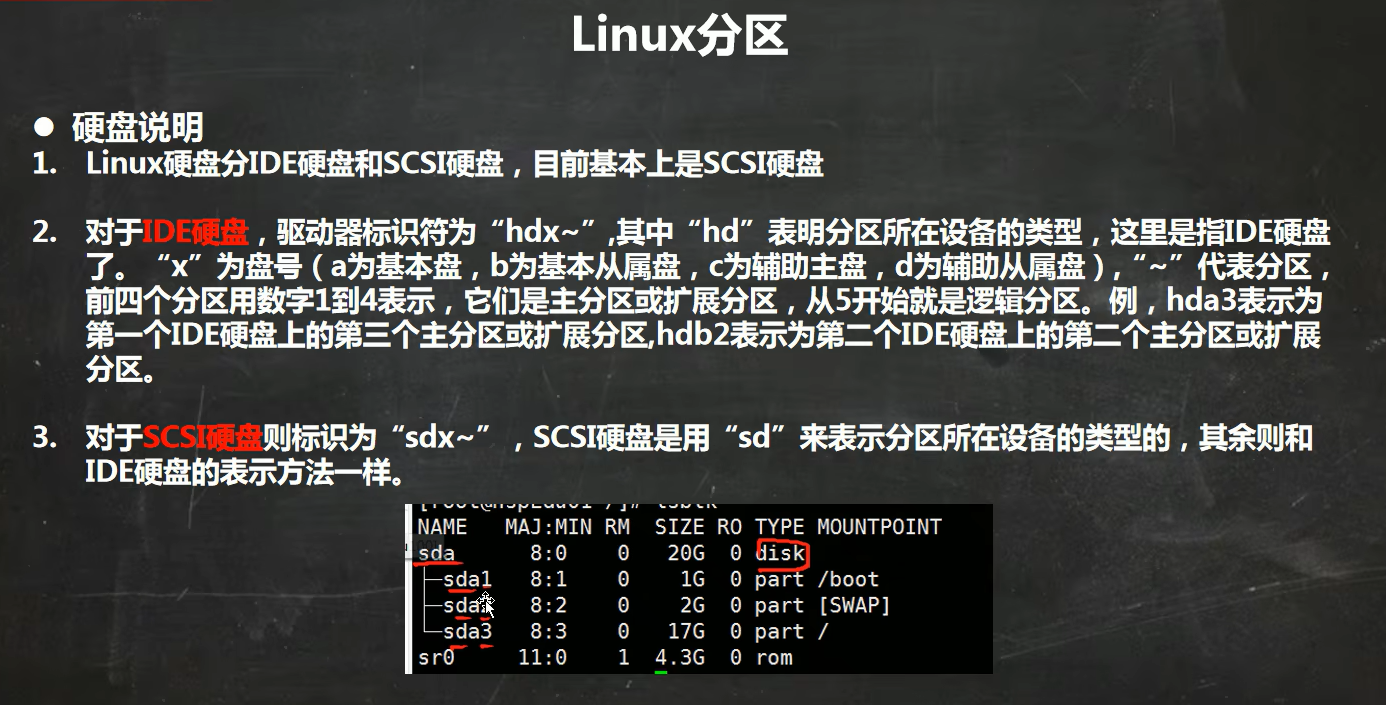 Linux分区
● 硬盘说明
1. Linux硬盘分IDE硬盘和SCSI硬盘，目前基本上是SCSI硬盘
2. 对于IDE硬盘，驱动器标识符为“hdx~”,其中“hd”表明分区所在设备的类型，这里是指IDE硬盘
了。“x”为盘号（a为基本盘，b为基本从属盘，c为辅助主盘，d为辅助从属盘）,“~”代表分区，
前四个分区用数字1到4表示，它们是主分区或扩展分区，从5开始就是逻辑分区。例，hda3表示为
第一个IDE硬盘上的第三个主分区或扩展分区,hdb2表示为第二个IDE硬盘上的第二个主分区或扩展
分区。
3. 对于SCSI硬盘则标识为“sdx~”，SCSI硬盘是用“sd”来表示分区所在设备的类型的，其余则和
IDE硬盘的表示方法一样。
NAME MAJ:MIN RM SIZE RO TYPE MOUNTPOINT
sda 8:0 0 20G 0 disk
├─sda1 8:1 0 1G 0 part /boot
├─sda2 8:2 0 2G 0 part [SWAP]
└─sda3 8:3 0 17G 0 part /
sr0 11:0 1 4.3G 0 rom